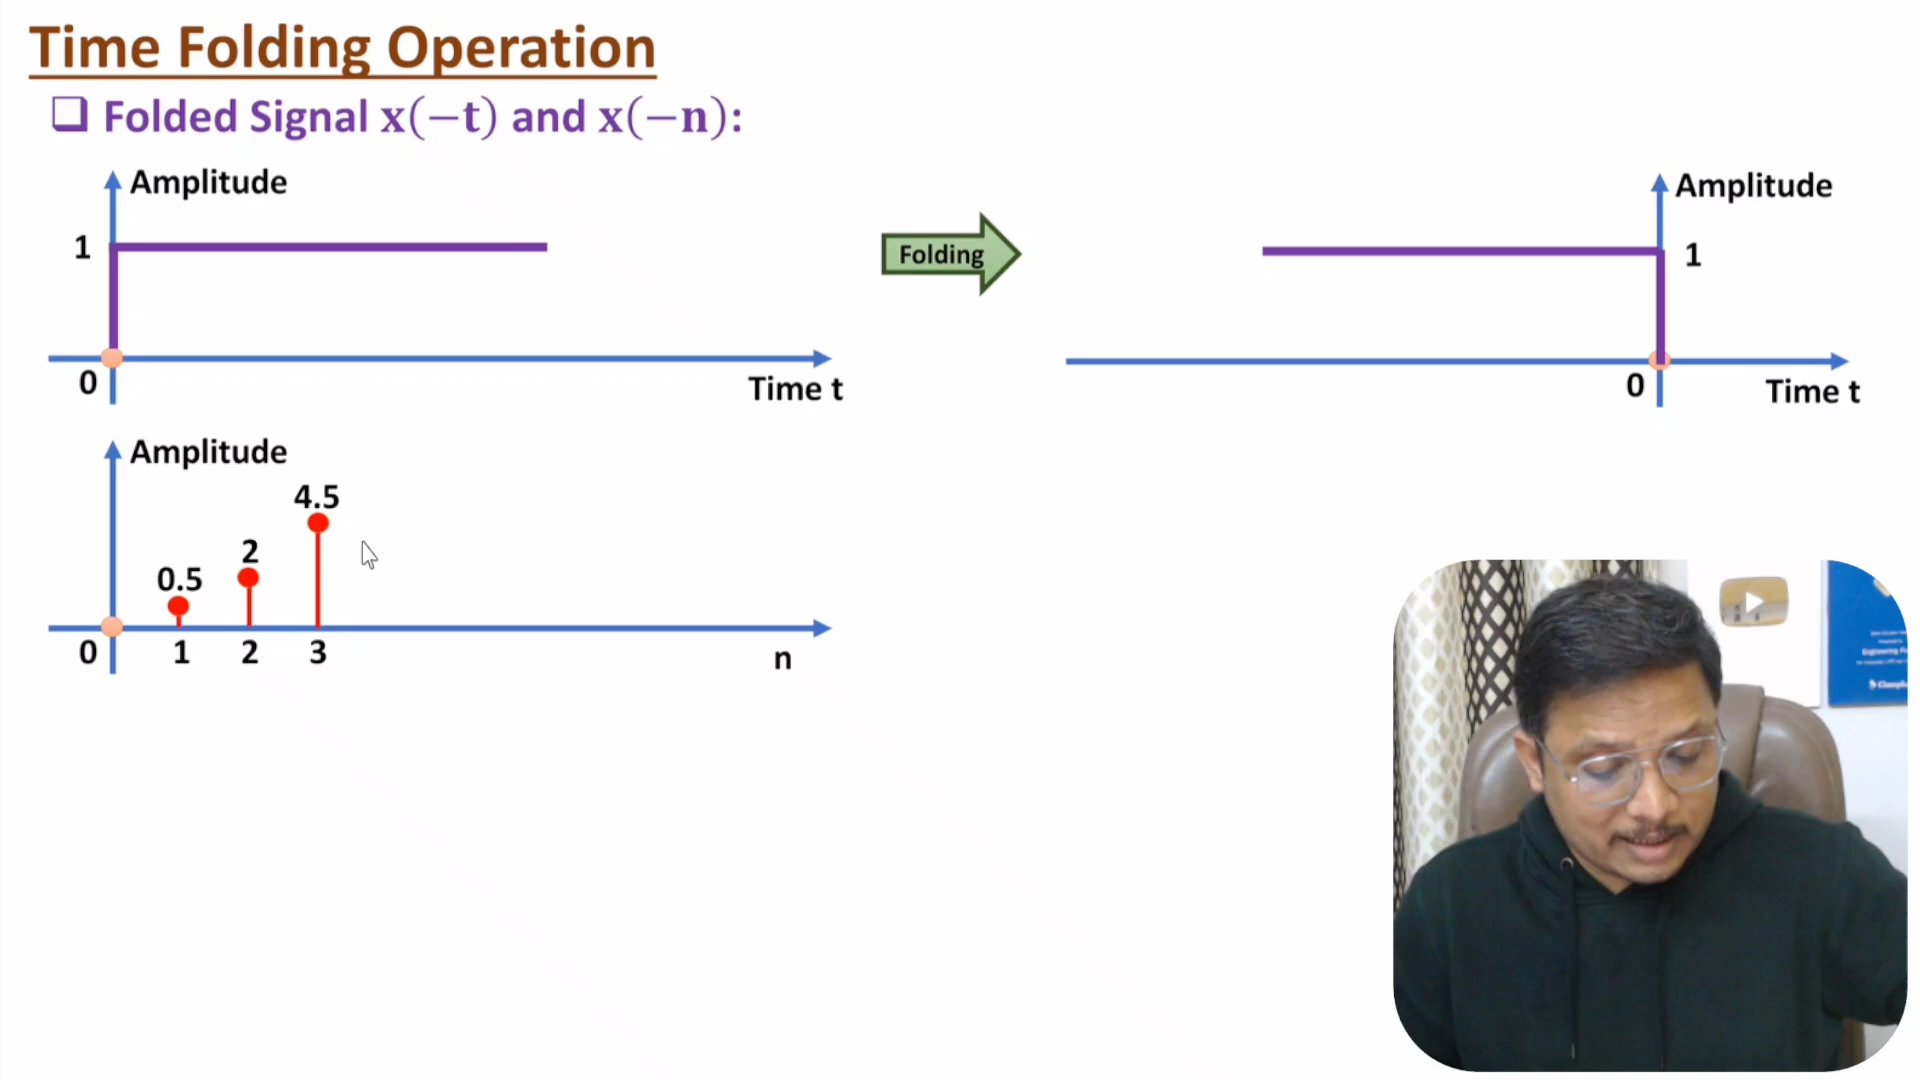 Time Folding Operation
❑ Folded Signal x(−t) and x(−n):
Amplitude
1
0
Time t
Folding
Amplitude
1
0
Time t
Amplitude
4.5
2
0.5
0 1 2 3
n